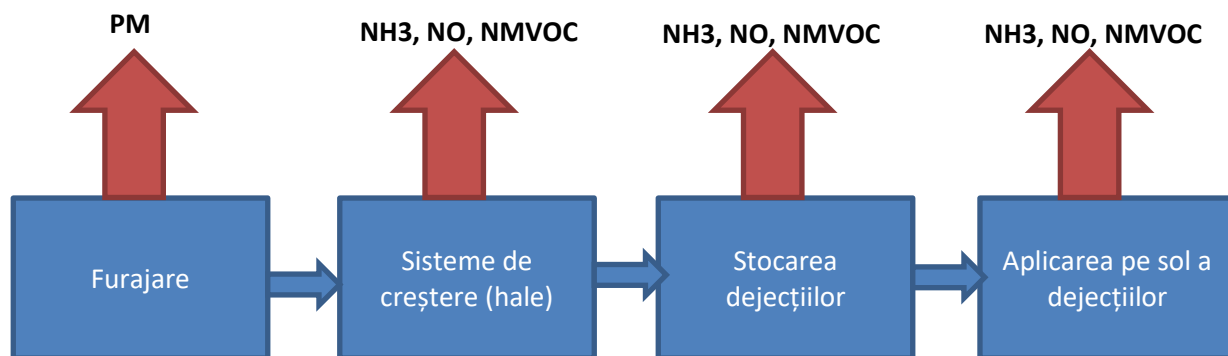 PM
NH3, NO, NMVOC
NH3, NO, NMVOC
NH3, NO, NMVOC
Furajare
Sisteme de
creștere (hale)
Stocarea
dejecțiilor
Aplicarea pe sol a
dejecțiilor